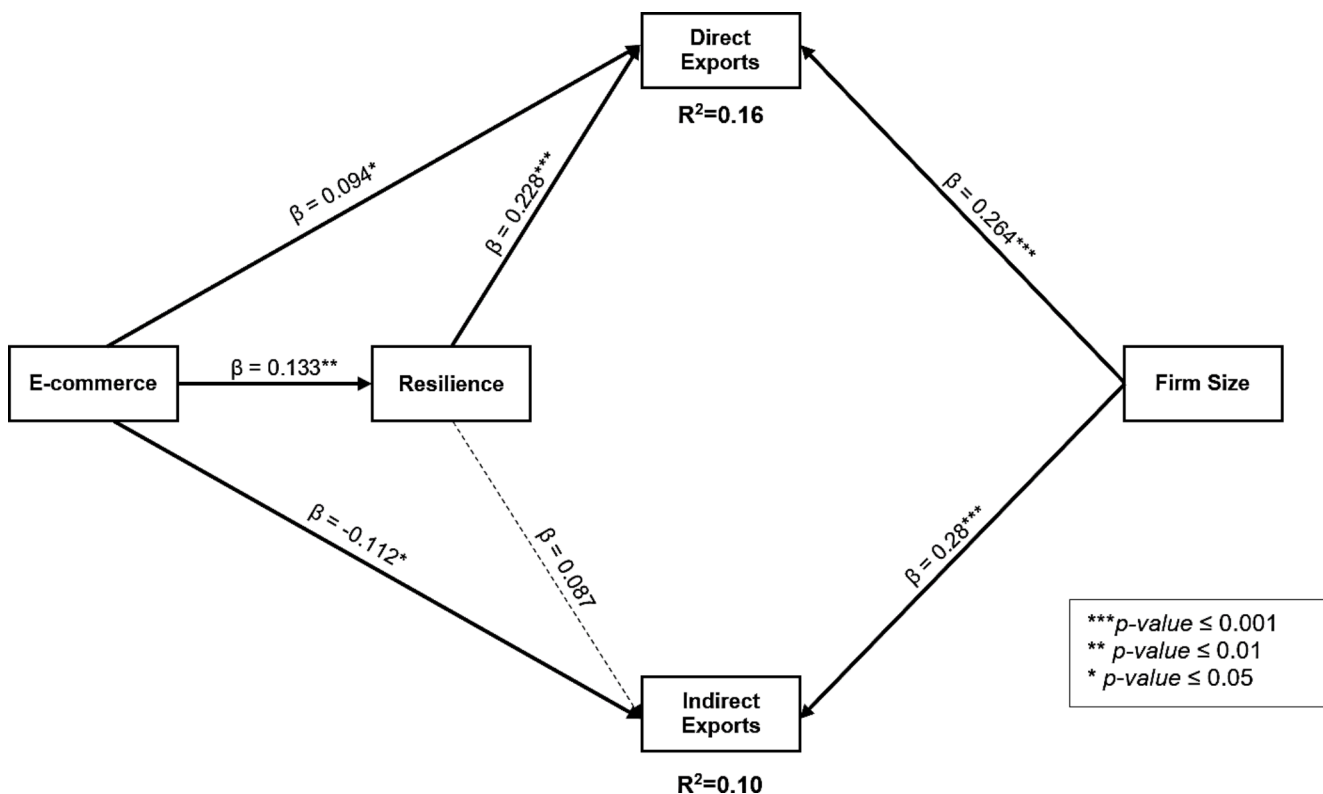 Direct
Exports
R²=0.16
β = 0.094*
β = 0.228***
β = 0.264***
E-commerce
β = 0.133**
Resilience
Firm Size
β = -0.112*
β = 0.087
β = 0.28***
***p-value ≤ 0.001
** p-value ≤ 0.01
* p-value ≤ 0.05
Indirect
Exports
R²=0.10